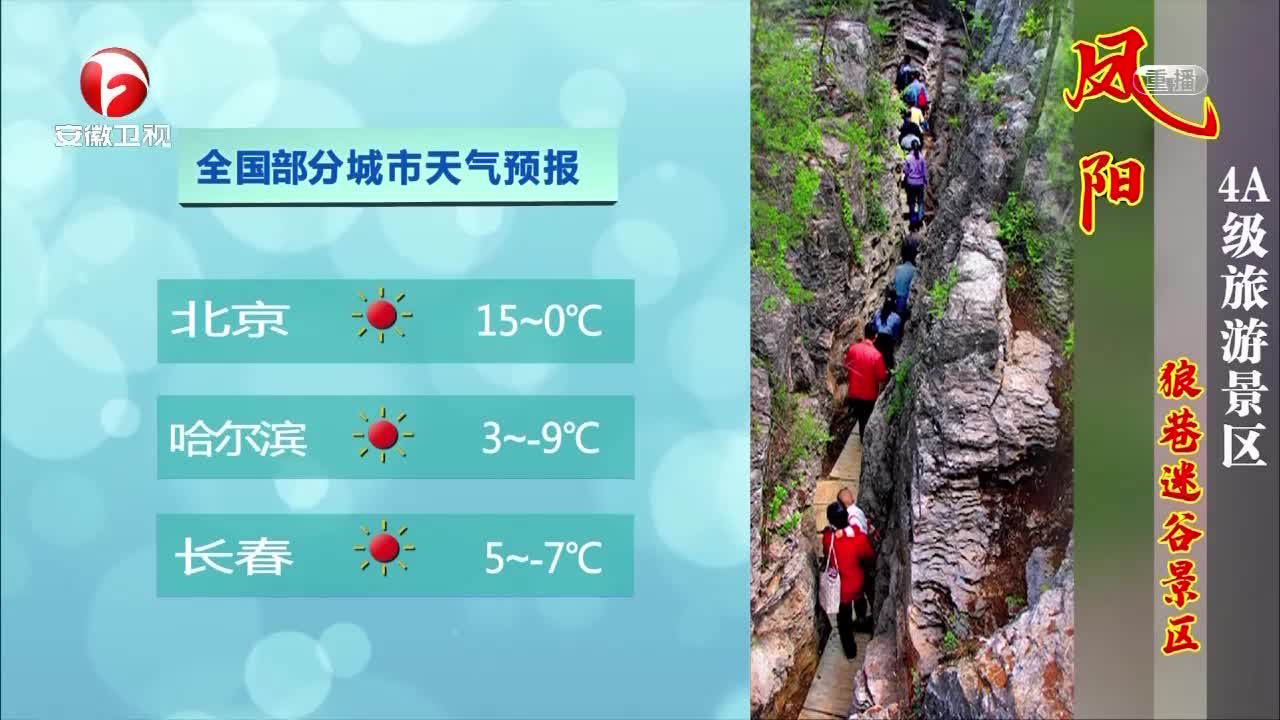 安徽卫视
全国部分城市天气预报
北京 15~0℃
哈尔滨 3~-9℃
长春 5~-7℃
凤阳
重播
4A级旅游景区
狼巷迷谷景区